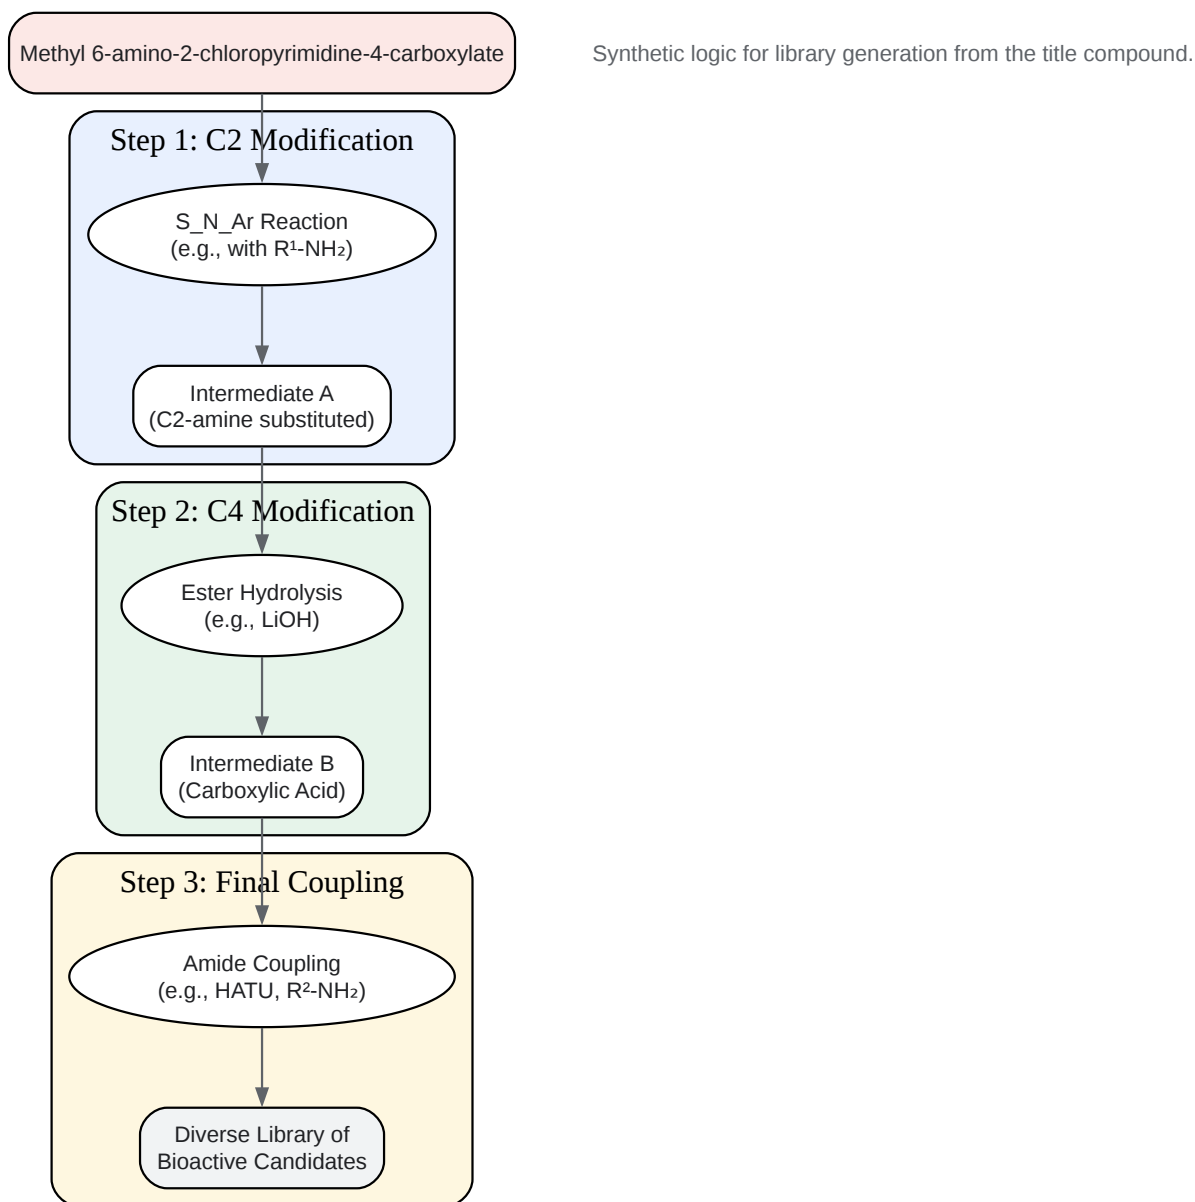 Methyl 6-amino-2-chloropyrimidine-4-carboxylate
Synthetic logic for library generation from the title compound.
Step 1: C2 Modification
S_N_Ar Reaction
(e.g., with R¹-NH₂)
Intermediate A
(C2-amine substituted)
Step 2: C4 Modification
Ester Hydrolysis
(e.g., LiOH)
Intermediate B
(Carboxylic Acid)
Step 3: Final Coupling
Amide Coupling
(e.g., HATU, R²-NH₂)
Diverse Library of
Bioactive Candidates